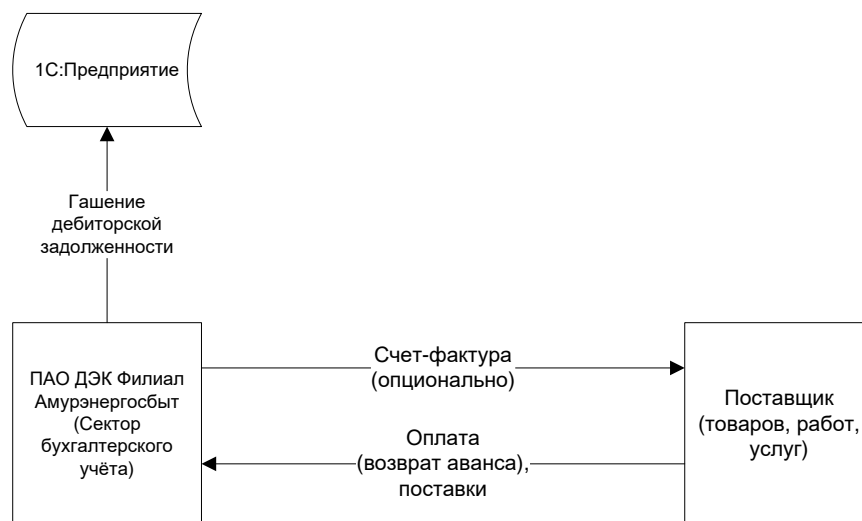 1С:Предприятие
Гашение
дебиторской
задолженности
ПАО ДЭК Филиал
Амурэнергосбыт
(Сектор
бухгалтерского
учёта)
Счет-фактура
(опционально)
Оплата
(возврат аванса),
поставки
Поставщик
(товаров, работ,
услуг)